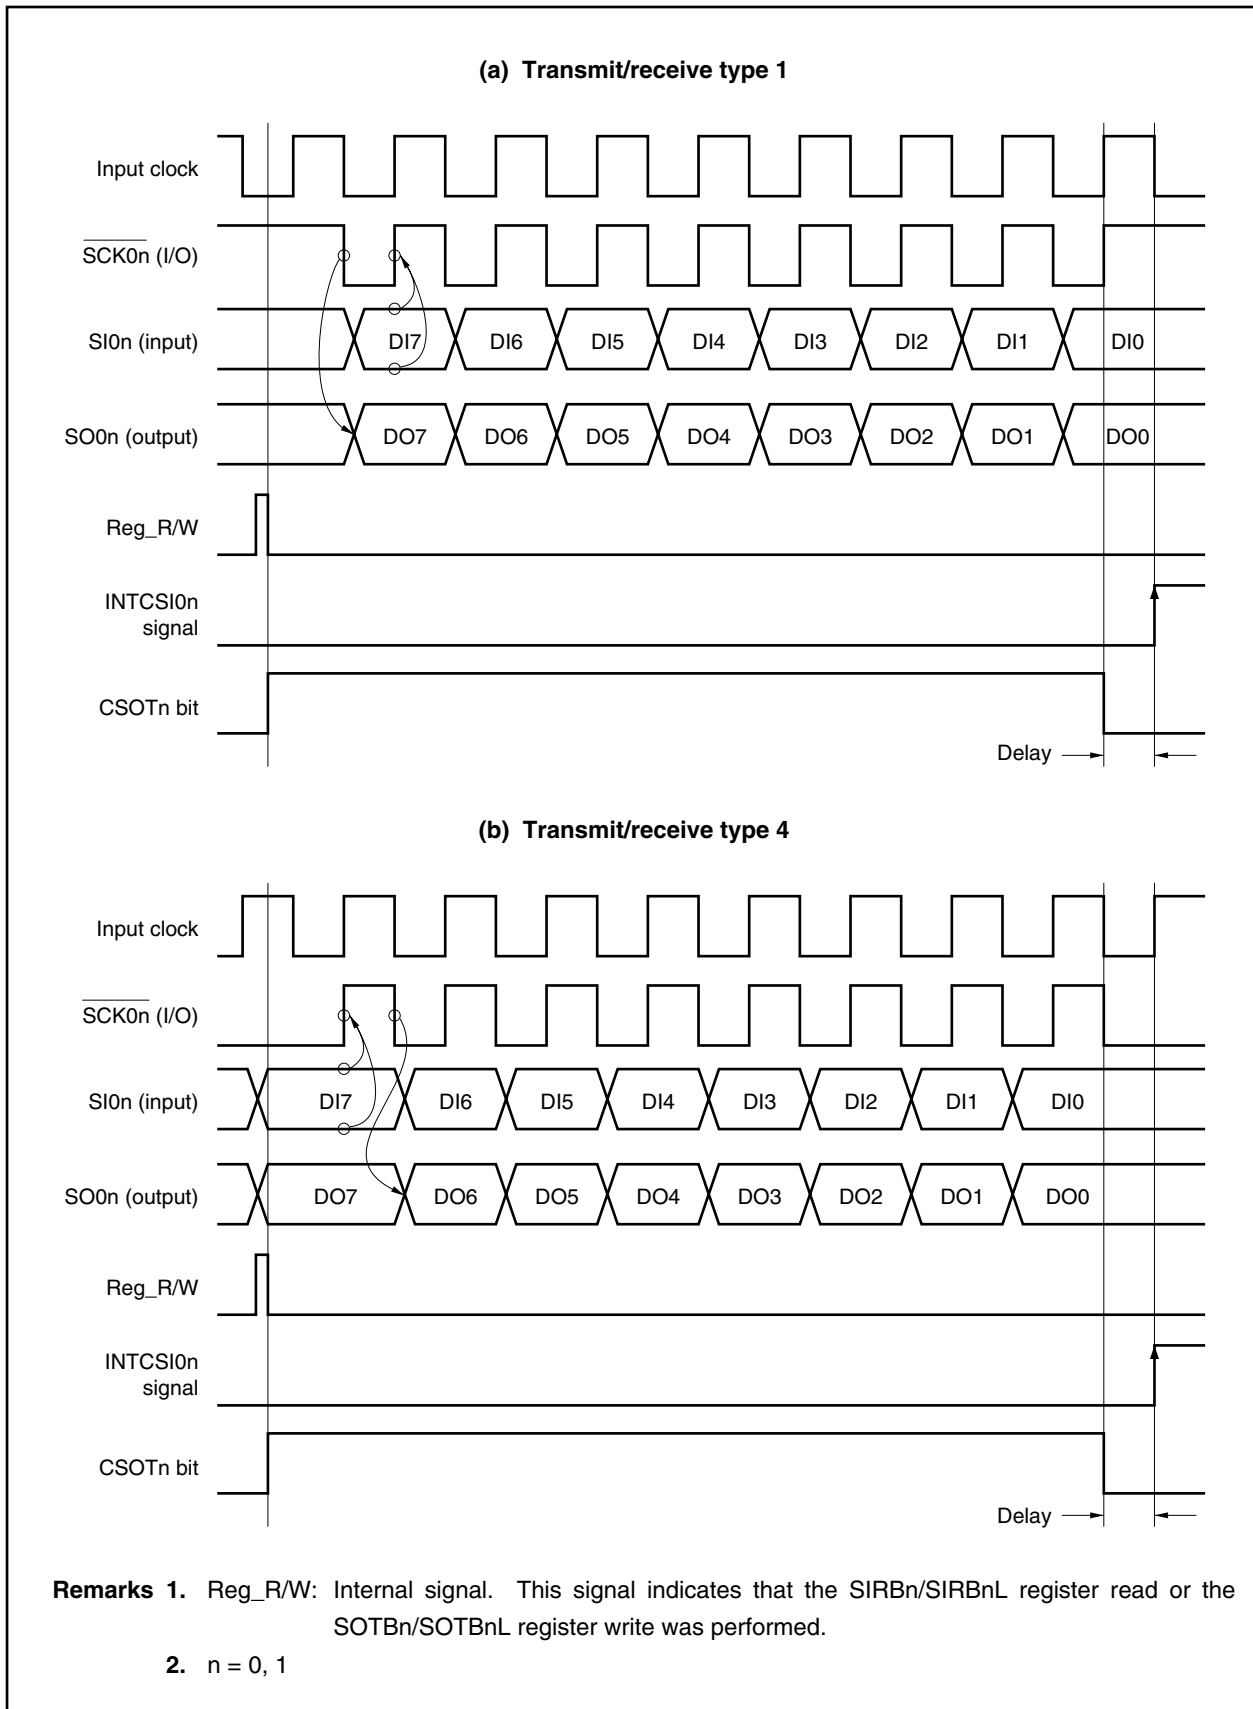 (a) Transmit/receive type 1
Input clock
SCK0n (I/O)
SI0n (input)
DI7 DI6 DI5 DI4 DI3 DI2 DI1 DI0
SO0n (output)
DO7 DO6 DO5 DO4 DO3 DO2 DO1 DO0
Reg_R/W
INTCSI0n
signal
CSOTn bit
Delay
(b) Transmit/receive type 4
Input clock
SCK0n (I/O)
SI0n (input)
DI7 DI6 DI5 DI4 DI3 DI2 DI1 DI0
SO0n (output)
DO7 DO6 DO5 DO4 DO3 DO2 DO1 DO0
Reg_R/W
INTCSI0n
signal
CSOTn bit
Delay
Remarks 1. Reg_R/W: Internal signal. This signal indicates that the SIRBn/SIRBnL register read or the
SOTBn/SOTBnL register write was performed.
2. n = 0, 1